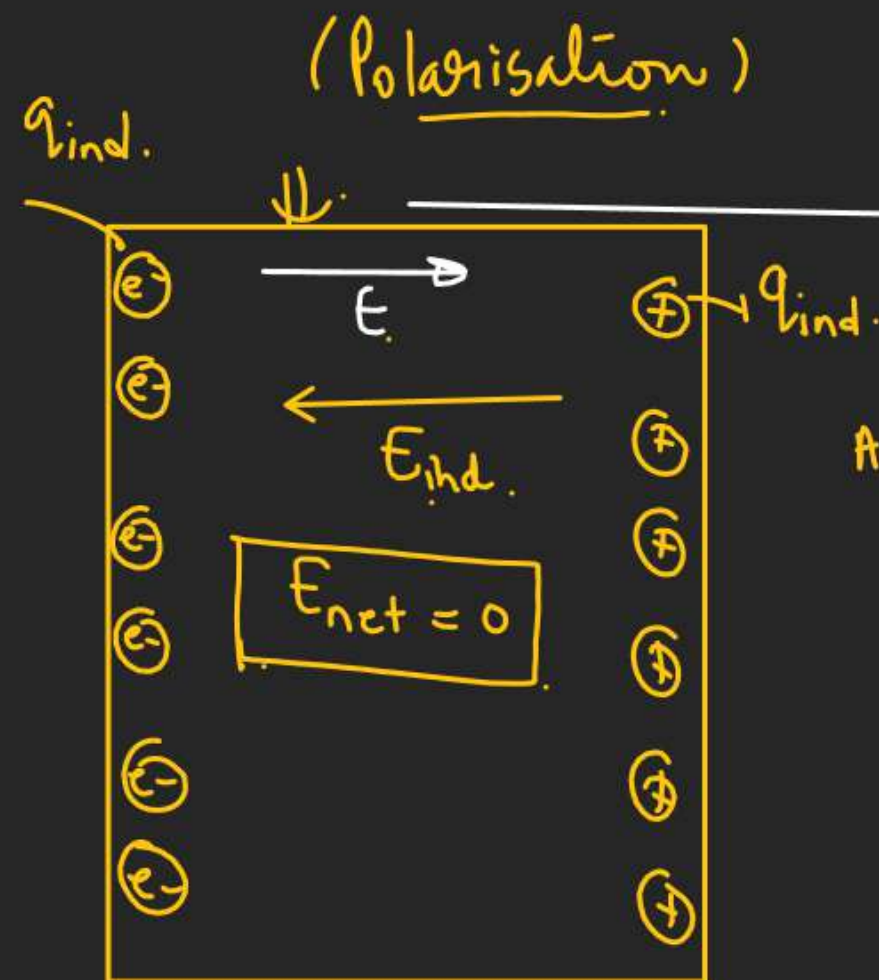 (Polarisation)
qind.
E.
qind.
Eind.
A
Enet = 0
e- +
e- +
e- +
e- +
e- +
e- +